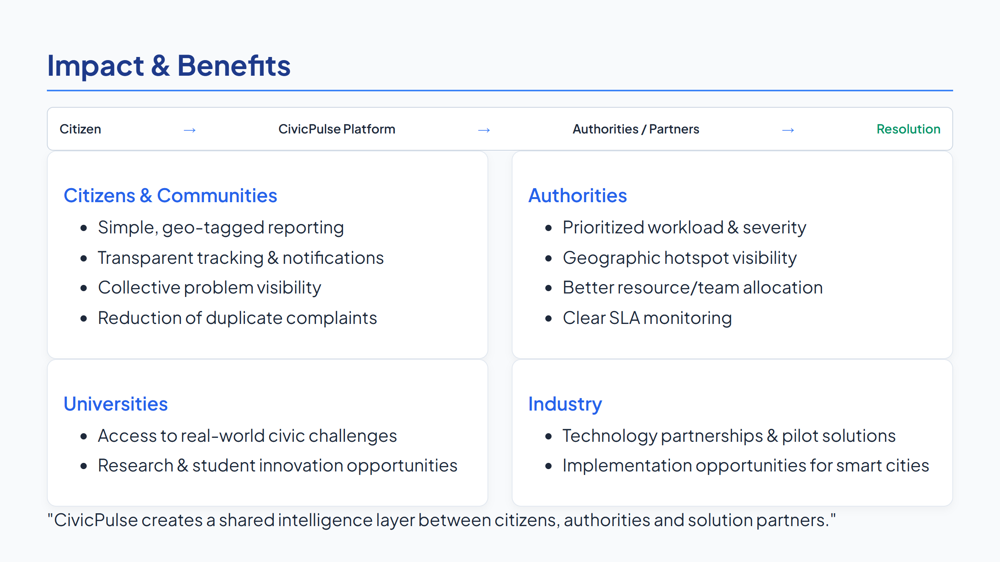 Impact & Benefits
Citizen → CivicPulse Platform → Authorities / Partners → Resolution
Citizens & Communities
• Simple, geo-tagged reporting
• Transparent tracking & notifications
• Collective problem visibility
• Reduction of duplicate complaints
Authorities
• Prioritized workload & severity
• Geographic hotspot visibility
• Better resource/team allocation
• Clear SLA monitoring
Universities
• Access to real-world civic challenges
• Research & student innovation opportunities
Industry
• Technology partnerships & pilot solutions
• Implementation opportunities for smart cities
"CivicPulse creates a shared intelligence layer between citizens, authorities and solution partners."